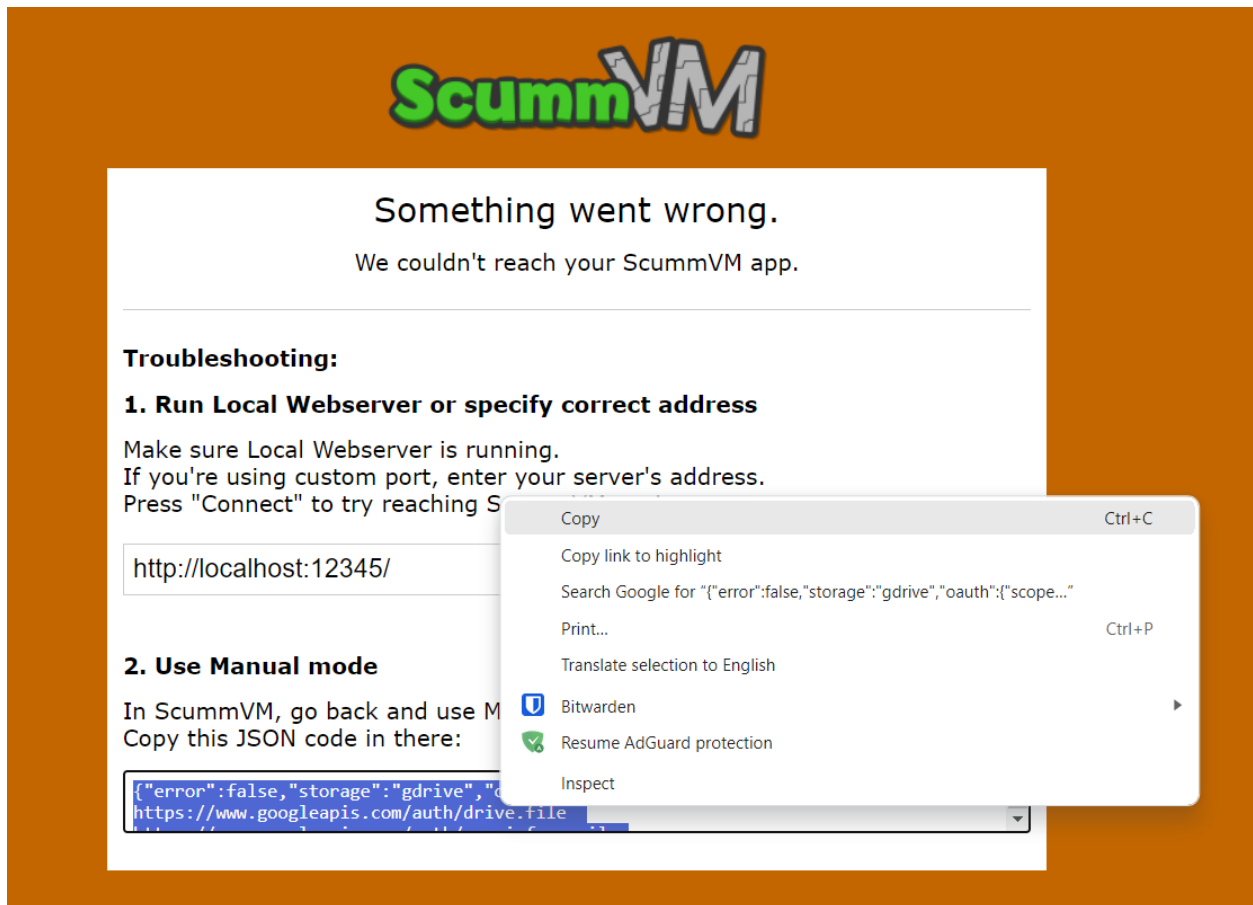 ScummVM
Something went wrong.
We couldn't reach your ScummVM app.
Troubleshooting:
1. Run Local Webserver or specify correct address
Make sure Local Webserver is running.
If you're using custom port, enter your server's address.
Press "Connect" to try reaching
http://localhost:12345/
2. Use Manual mode
In ScummVM, go back and use
Copy this JSON code in there:
{"error":false,"storage":"gdrive","
https://www.googleapis.com/auth/drive.file
Copy Ctrl+C
Copy link to highlight
Search Google for “{"error":false,"storage":"gdrive","oauth":{"scope...”
Print... Ctrl+P
Translate selection to English
Bitwarden
Resume AdGuard protection
Inspect